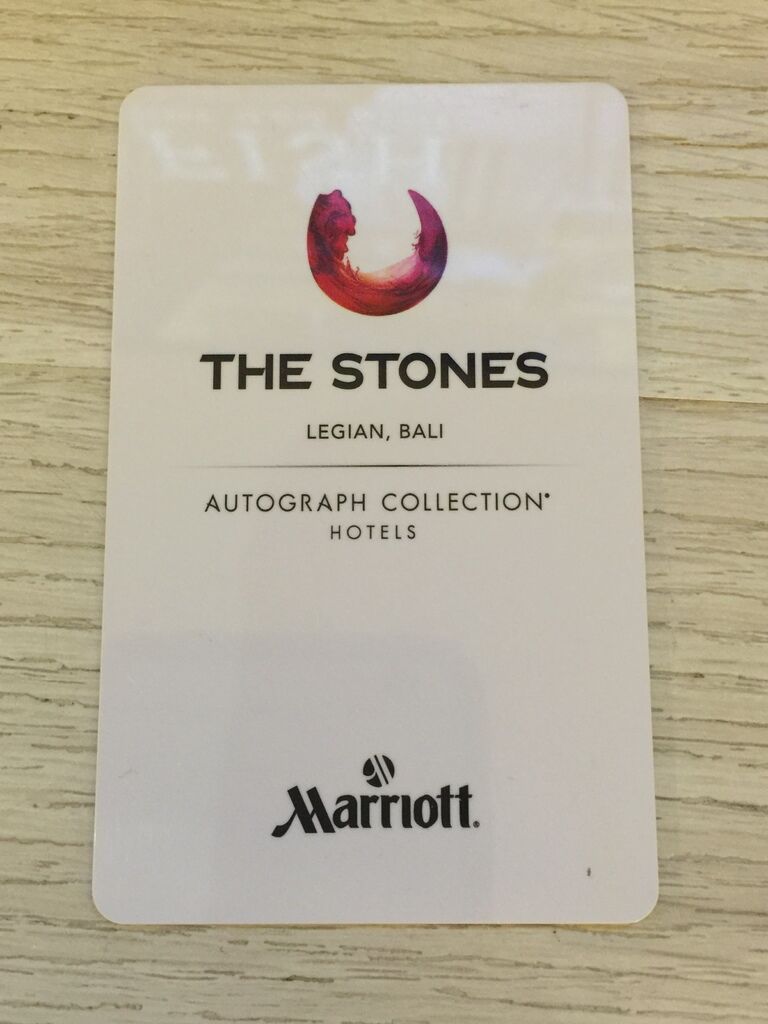 THE STONES
LEGIAN, BALI
AUTOGRAPH COLLECTION®
HOTELS
Marriott®